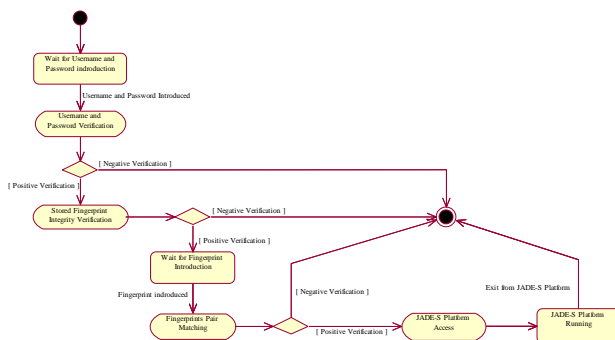 Wait for Username and
Password indroduction
Username and Password Introduced
Username and
Password Verification
[ Negative Verification ]
[ Positive Verification ]
Stored Fingerprint
Integrity Verification
[ Negative Verification ]
[ Positive Verification ]
Wait for Fingerprint
Introduction
Exit from JADE-S Platform
[ Negative Verification ]
Fingerprint indroduced
Fingerprints Pair
Matching
[ Positive Verification ]
JADE-S Platform
Access
JADE-S Platform
Running